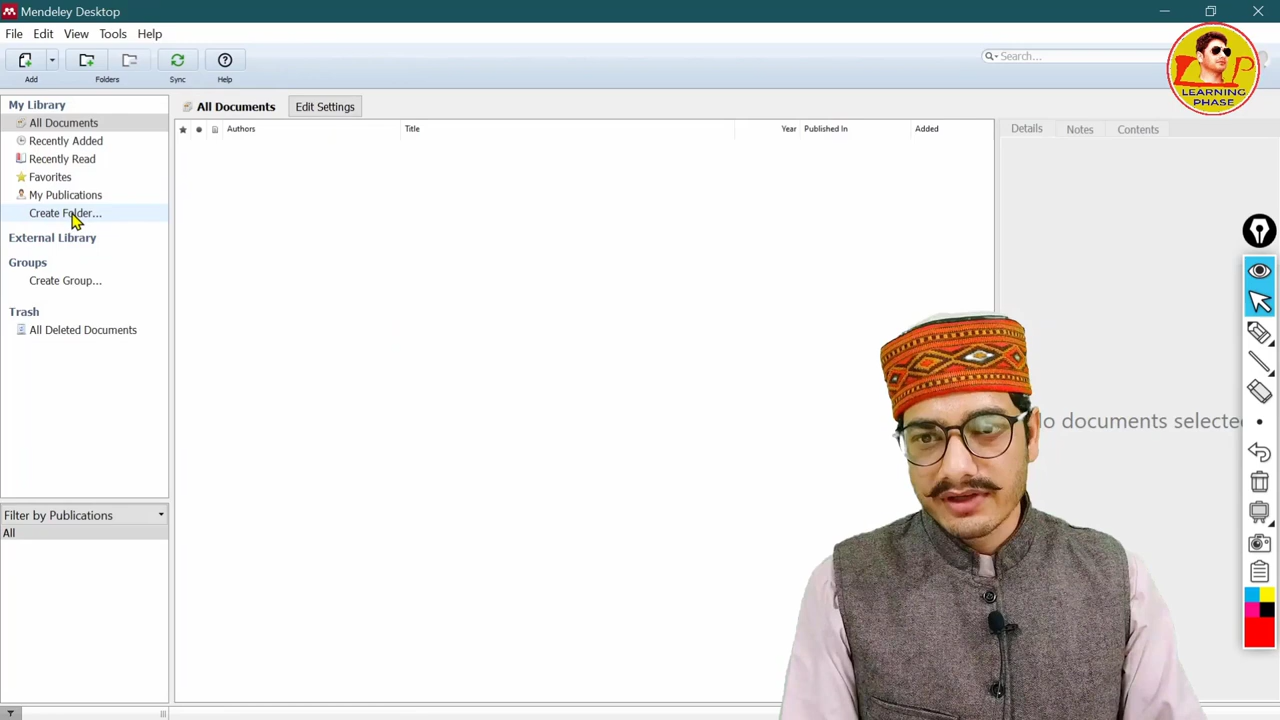 Mendeley Desktop
File Edit View Tools Help
Add Folders Sync Help
Search...
LEARNING
PHASE
My Library
All Documents
Recently Added
Recently Read
Favorites
My Publications
Create Folder...
External Library
Groups
Create Group...
Trash
All Deleted Documents
Filter by Publications
All
All Documents Edit Settings
Authors Title Year Published In Added
Details Notes Contents
documents selecte